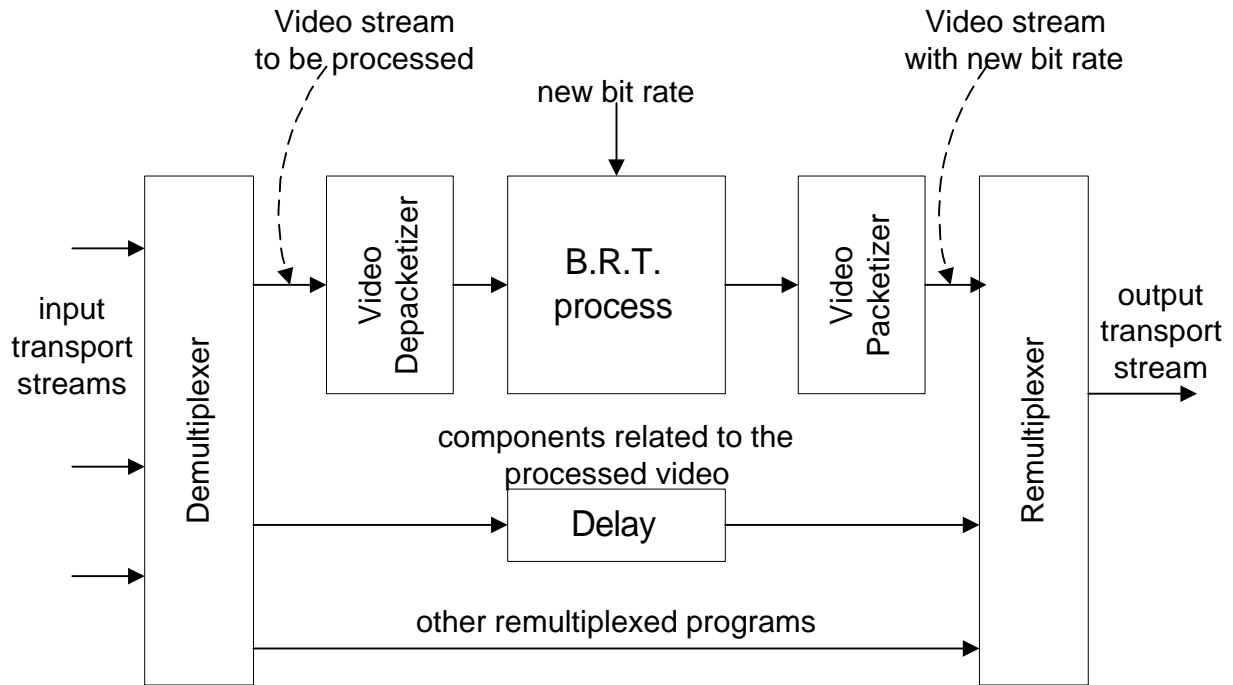 Video stream
to be processed
Video stream
with new bit rate
new bit rate
input
transport
streams
Demultiplexer
Video
Depacketizer
B.R.T.
process
Video
Packetizer
Remultiplexer
output
transport
stream
components related to the
processed video
Delay
other remultiplexed programs